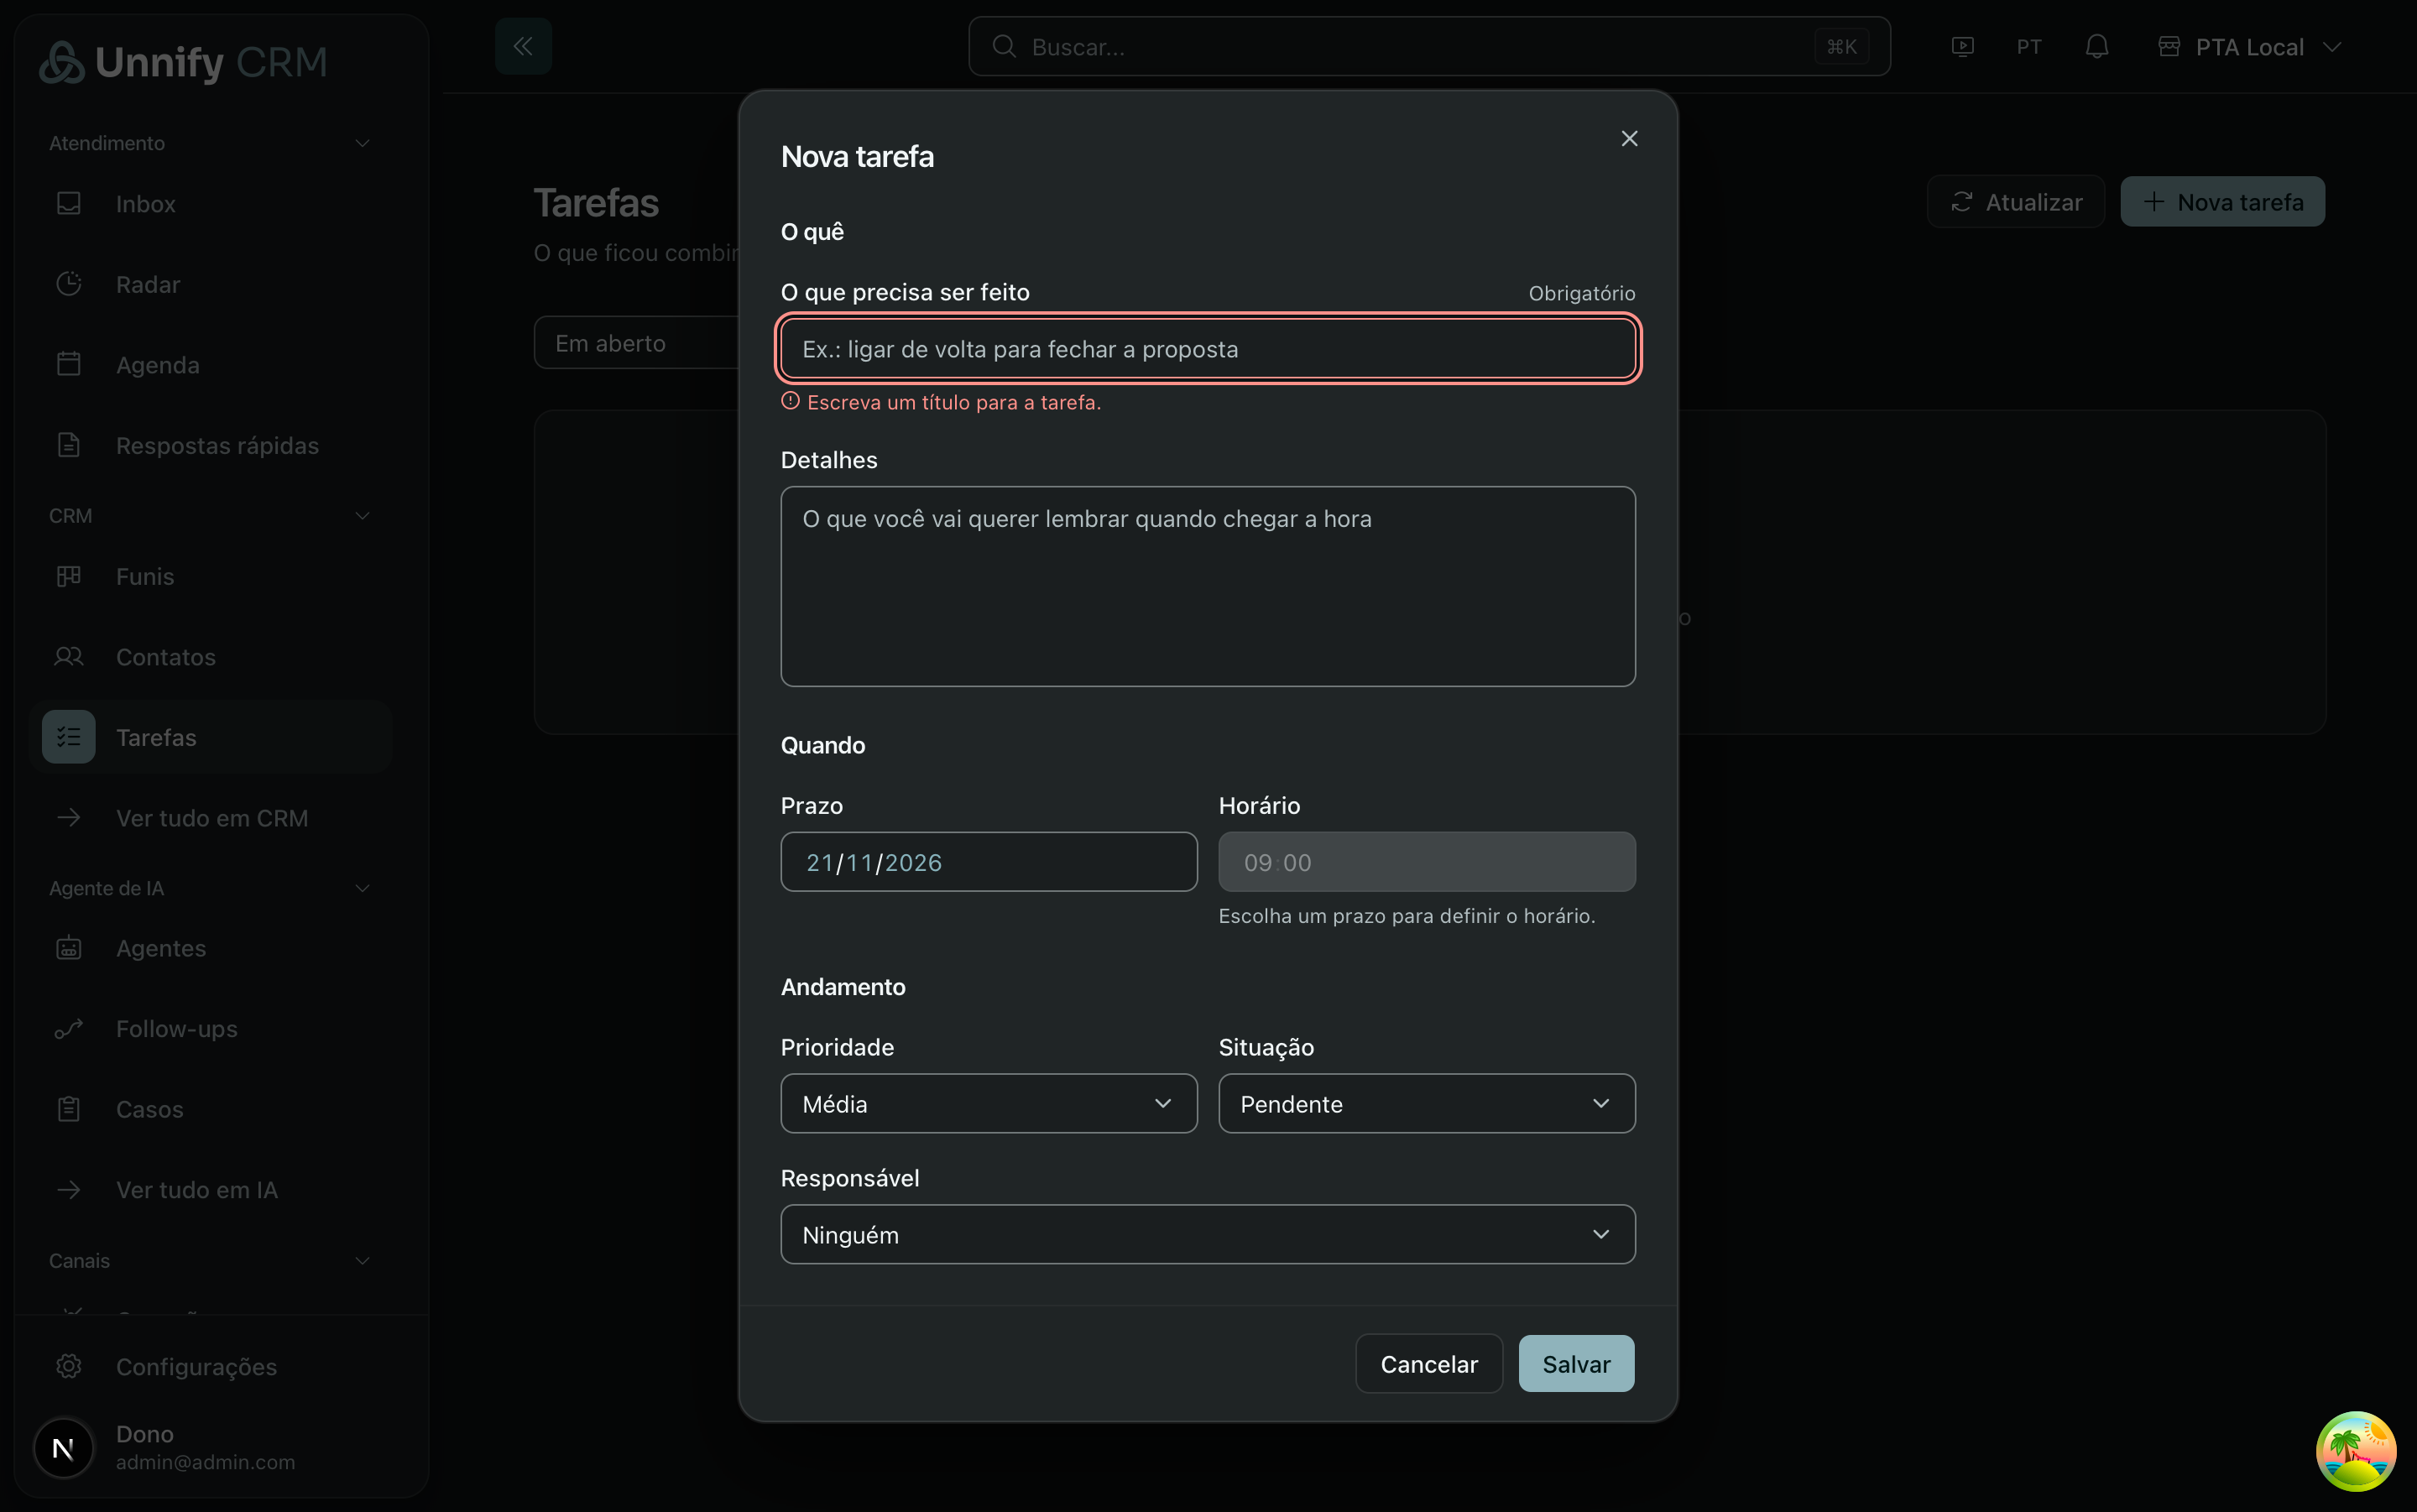 Unnify CRM
Buscar...
⌘K
PT
PTA Local
Atendimento
Inbox
Radar
Agenda
Respostas rápidas
CRM
Funis
Contatos
Tarefas
Ver tudo em CRM
Agente de IA
Agentes
Follow-ups
Casos
Ver tudo em IA
Canais
Configurações
N
Dono
admin@admin.com
Tarefas
O que ficou
Atualizar
Nova tarefa
Em aberto
Nova tarefa
O quê
O que precisa ser feito
Obrigatório
Ex.: ligar de volta para fechar a proposta
Escreva um título para a tarefa.
Detalhes
O que você vai querer lembrar quando chegar a hora
Quando
Prazo
Horário
21/11/2026
09:00
Escolha um prazo para definir o horário.
Andamento
Prioridade
Situação
Média
Pendente
Responsável
Ninguém
Cancelar
Salvar